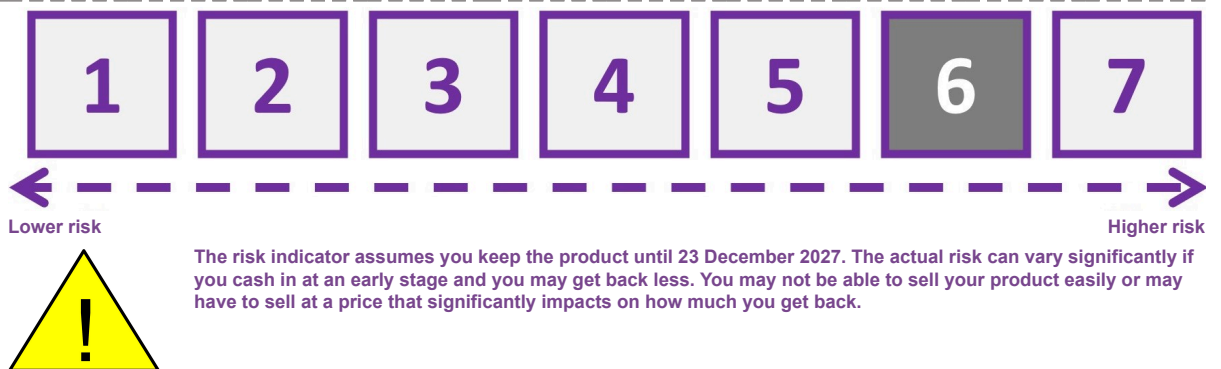 1 2 3 4 5 6 7
Lower risk Higher risk
The risk indicator assumes you keep the product until 23 December 2027. The actual risk can vary significantly if
you cash in at an early stage and you may get back less. You may not be able to sell your product easily or may
have to sell at a price that significantly impacts on how much you get back.
!